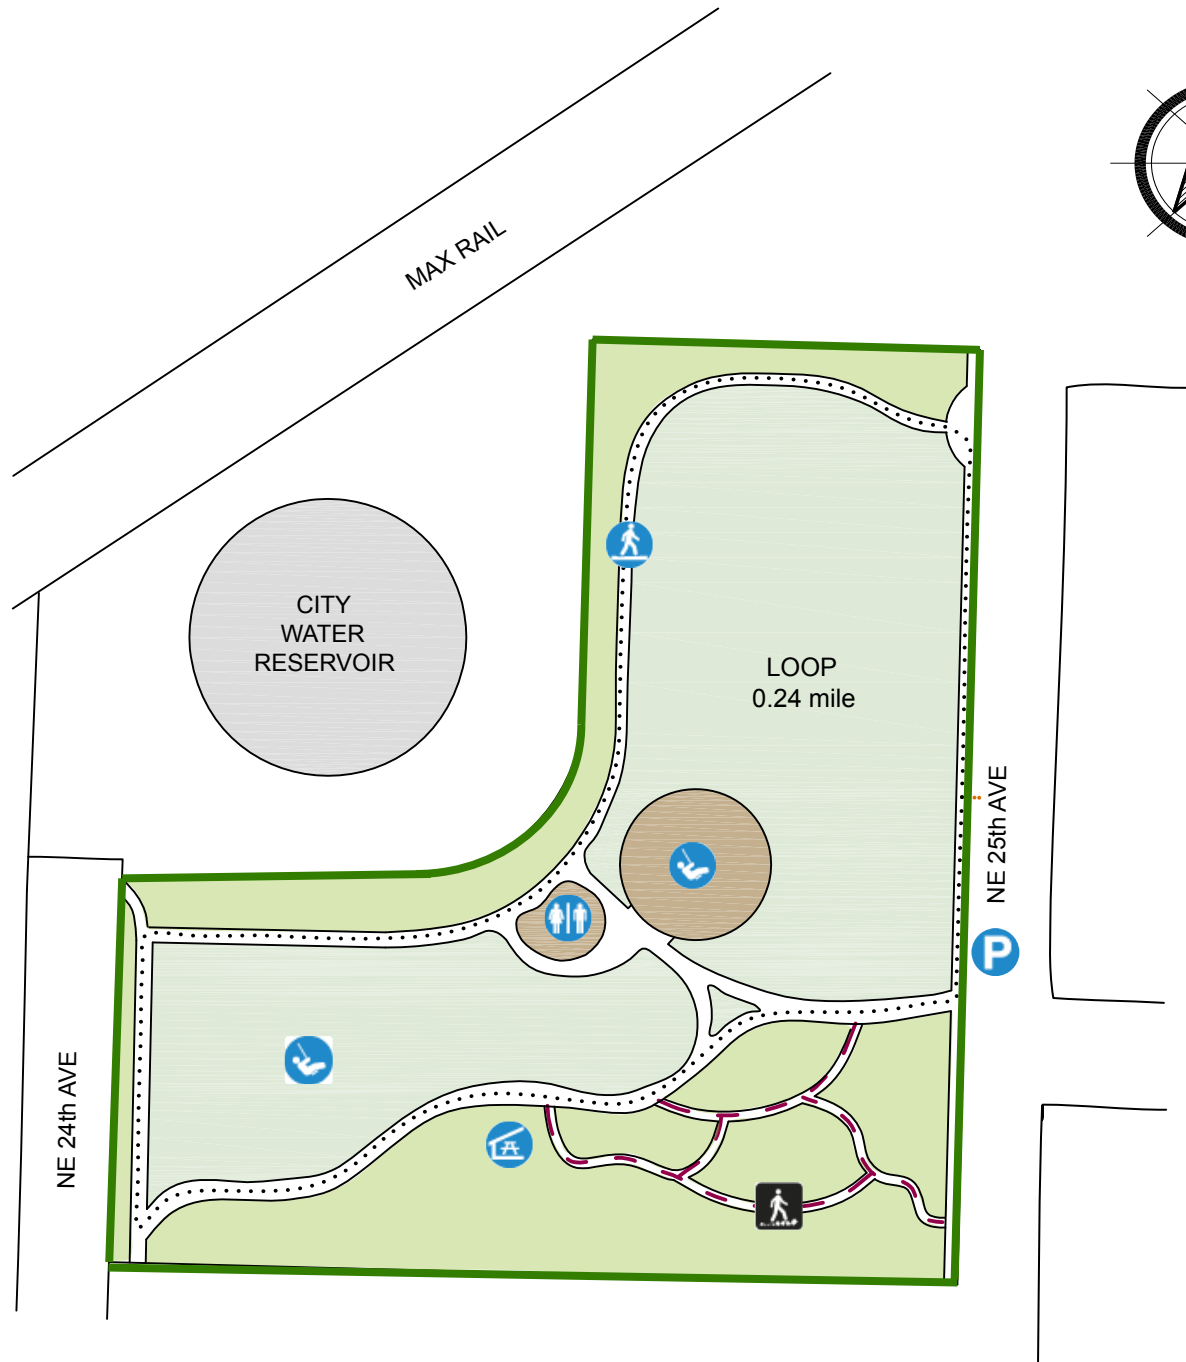 MAX RAIL
CITY
WATER
RESERVOIR
LOOP
0.24 mile
NE 25th AVE
P
NE 24th AVE